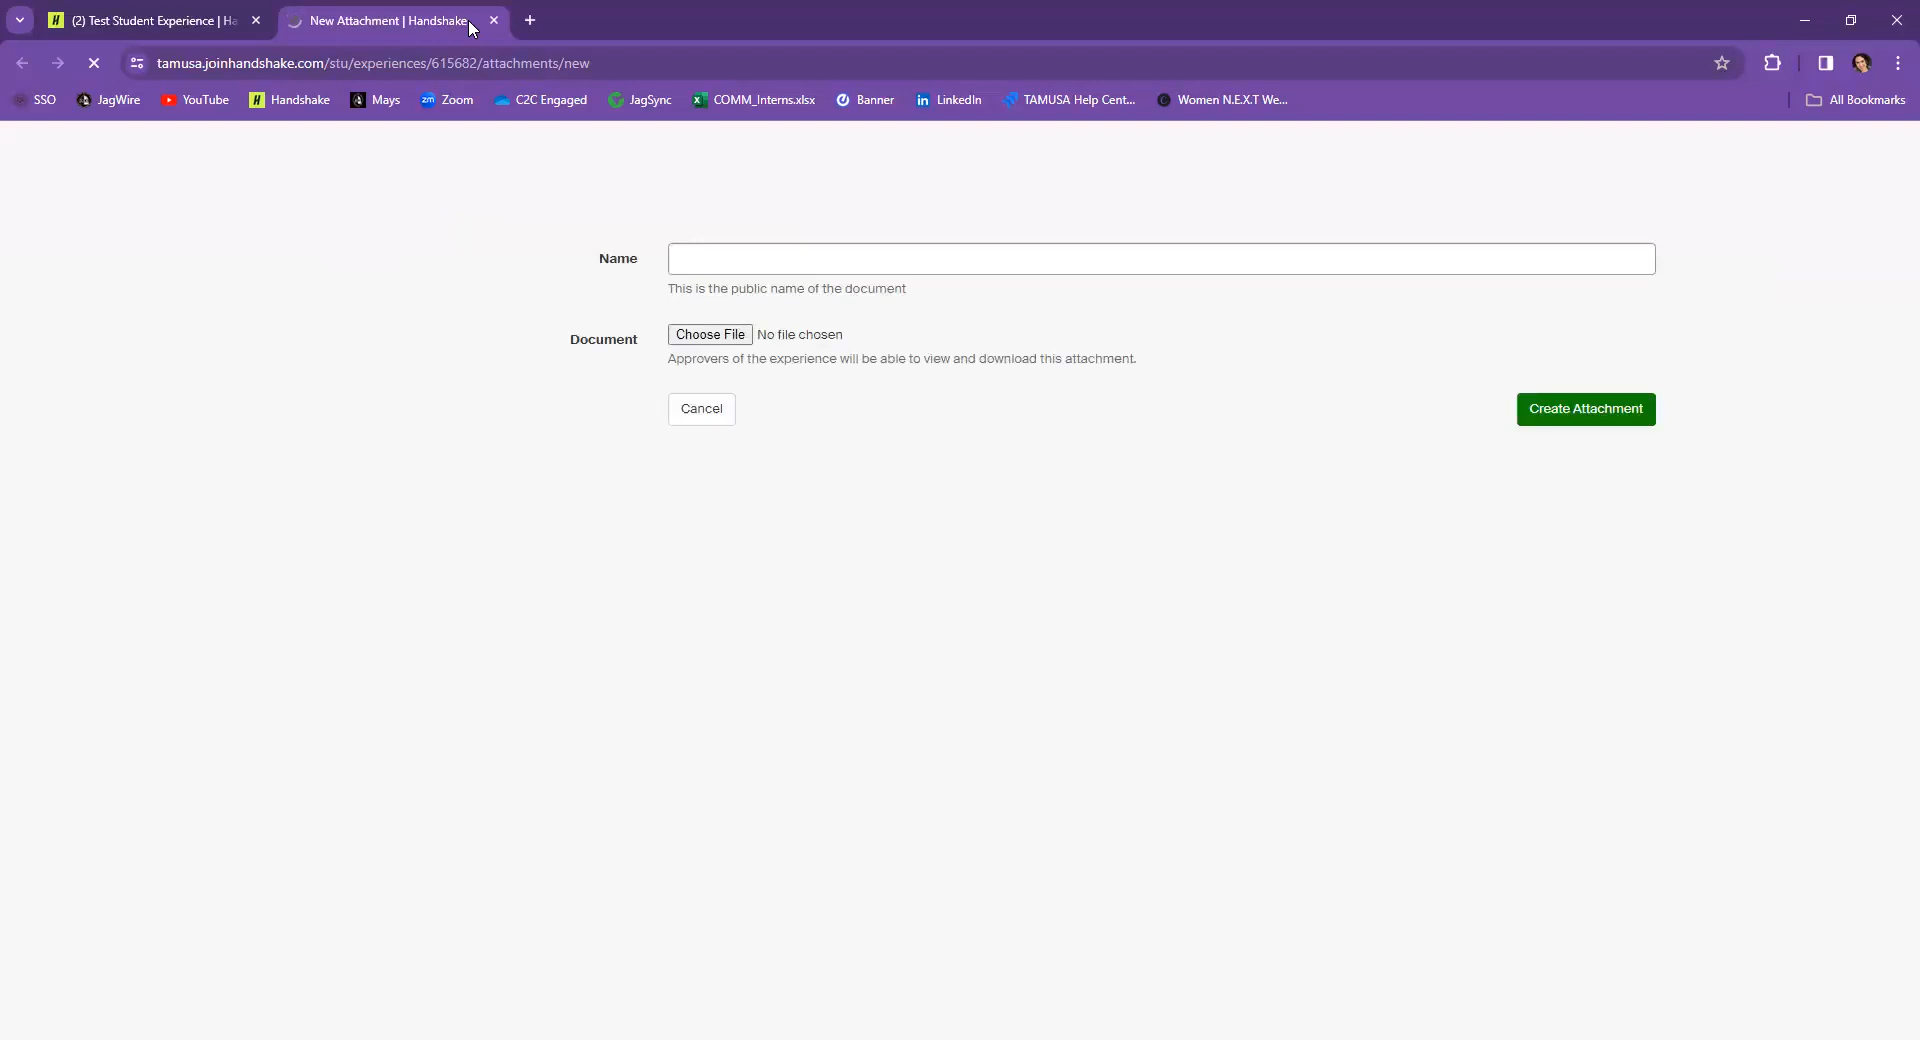 (2) Test Student Experience | Ha
New Attachment | Handshake
tamusa.joinhandshake.com/stu/experiences/615682/attachments/new
SSO
JagWire
YouTube
Handshake
Mays
Zoom
C2C Engaged
JagSync
COMM_Interns.xlsx
Banner
LinkedIn
TAMUSA Help Cent...
Women N.E.X.T We...
All Bookmarks
Name
This is the public name of the document
Document
Choose File No file chosen
Approvers of the experience will be able to view and download this attachment.
Cancel
Create Attachment